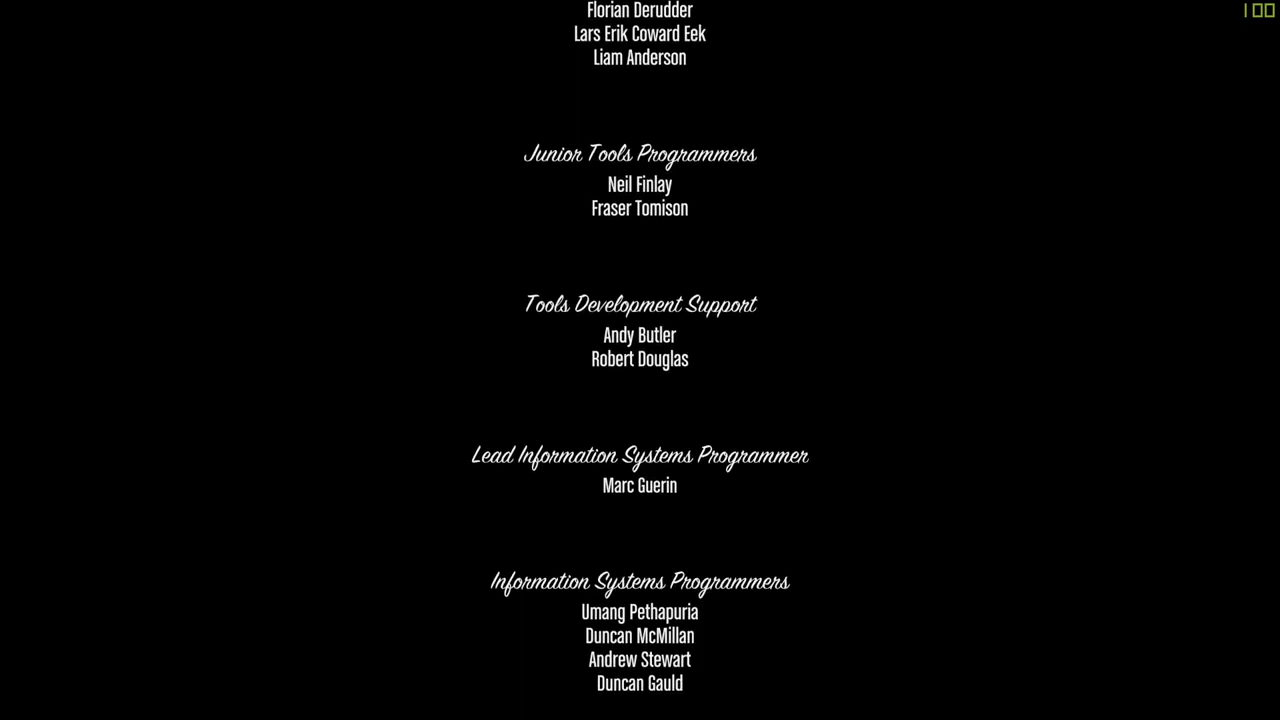 100
Florian Derudder
Lars Erik Coward Eek
Liam Anderson
Junior Tools Programmers
Neil Finlay
Fraser Tomison
Tools Development Support
Andy Butler
Robert Douglas
Lead Information Systems Programmer
Marc Guerin
Information Systems Programmers
Umang Pethapuria
Duncan McMillan
Andrew Stewart
Duncan Gauld